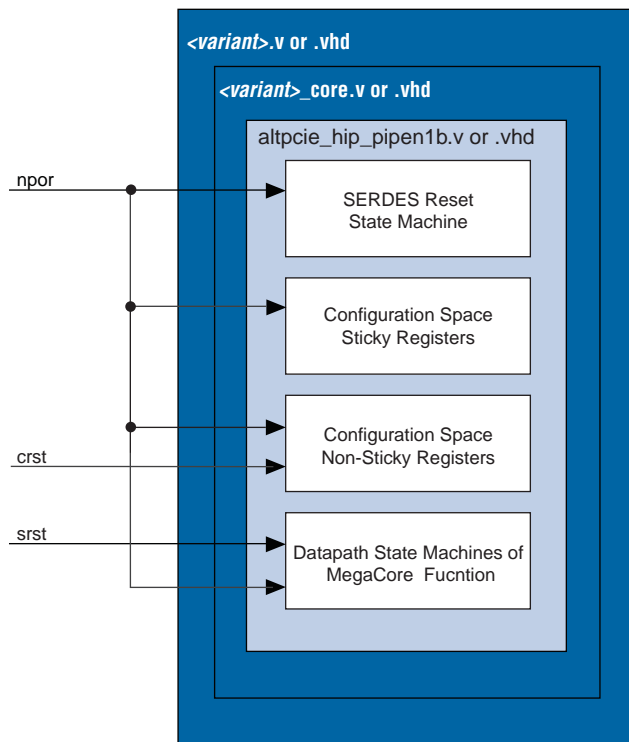 <variant>.v or .vhd
<variant>_core.v or .vhd
altpcie_hip_pipen1b.v or .vhd
npor
SERDES Reset
State Machine
Configuration Space
Sticky Registers
Configuration Space
Non-Sticky Registers
crst
srst
Datapath State Machines of
MegaCore Fucntion